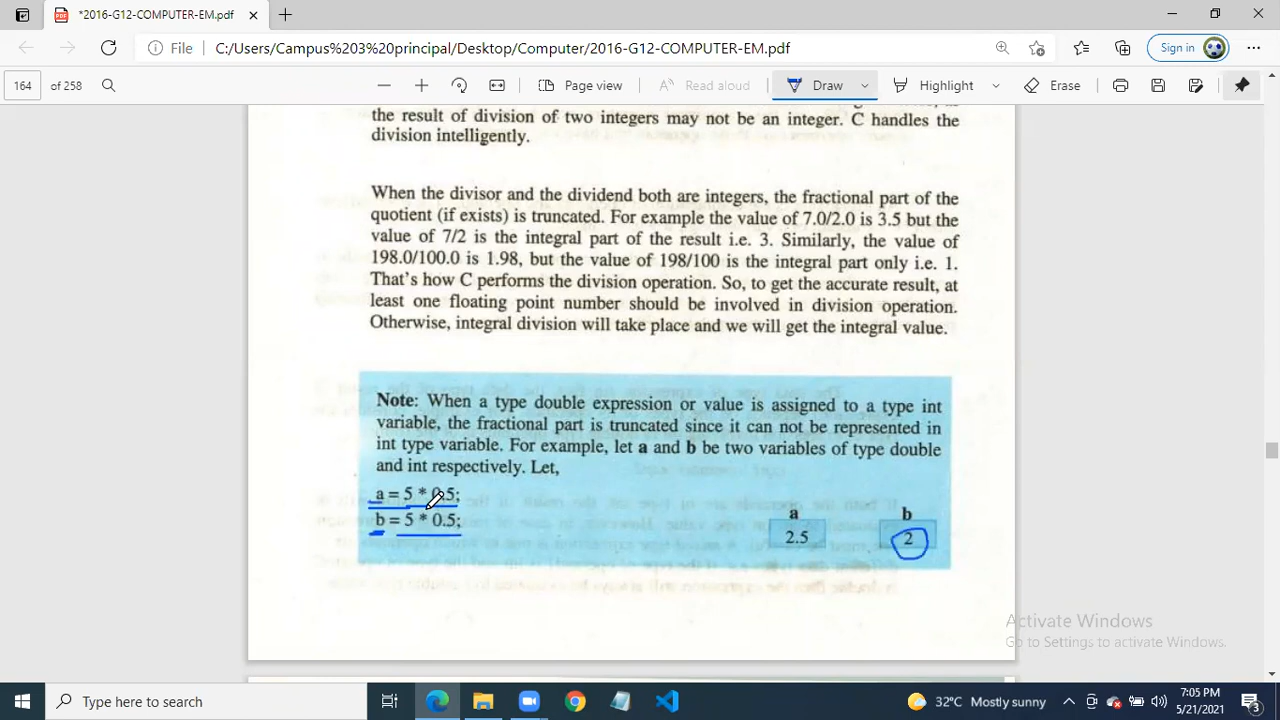 *2016-G12-COMPUTER-EM.pdf
File C:/Users/Campus%203%20principal/Desktop/Computer/2016-G12-COMPUTER-EM.pdf Sign in
164 of 258 Page view Read aloud Draw Highlight Erase
the result of division of two integers may not be an integer. C handles the
division intelligently.
When the divisor and the dividend both are integers, the fractional part of the
quotient (if exists) is truncated. For example the value of 7.0/2.0 is 3.5 but the
value of 7/2 is the integral part of the result i.e. 3. Similarly, the value of
198.0/100.0 is 1.98, but the value of 198/100 is the integral part only i.e. 1.
That's how C performs the division operation. So, to get the accurate result, at
least one floating point number should be involved in division operation.
Otherwise, integral division will take place and we will get the integral value.
Note: When a type double expression or value is assigned to a type int
variable, the fractional part is truncated since it can not be represented in
int type variable. For example, let a and b be two variables of type double
and int respectively. Let,
a = 5 * 0.5;
b = 5 * 0.5;
a b
2.5 2
Activate Windows
Go to Settings to activate Windows.
Type here to search
32°C Mostly sunny
7:05 PM
5/21/2021
3